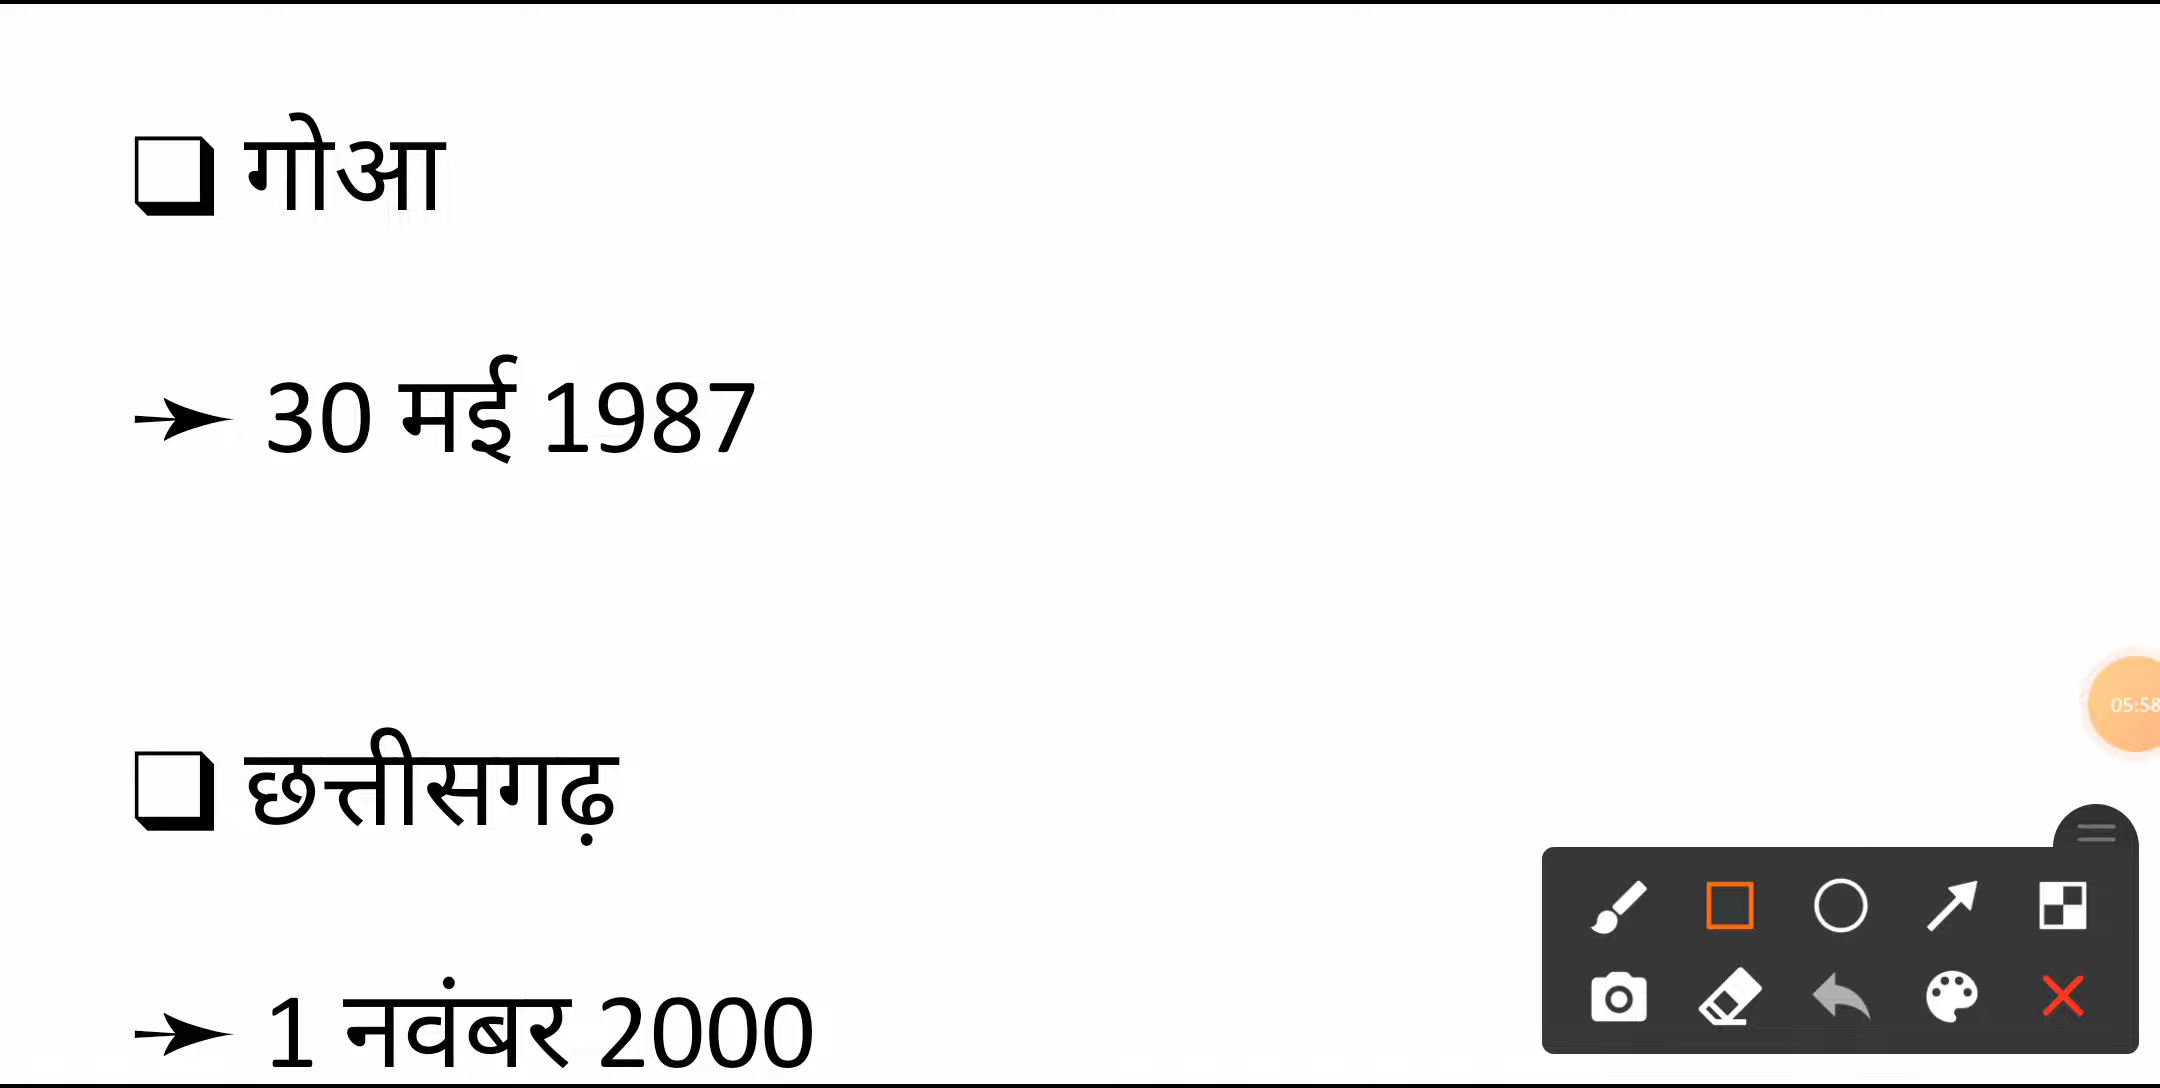 ❑ गोआ
➛ 30 मई 1987
❑ छत्तीसगढ़
➛ 1 नवंबर 2000
05:58